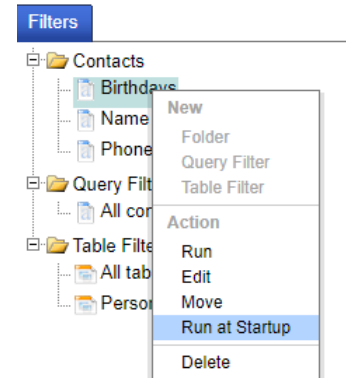 Filters
Contacts
Birthdays
New
Name
Folder
Phone
Query Filter
Query Filt
Table Filter
All con
Action
Table Filte
Run
All tab
Edit
Person
Move
Run at Startup
Delete